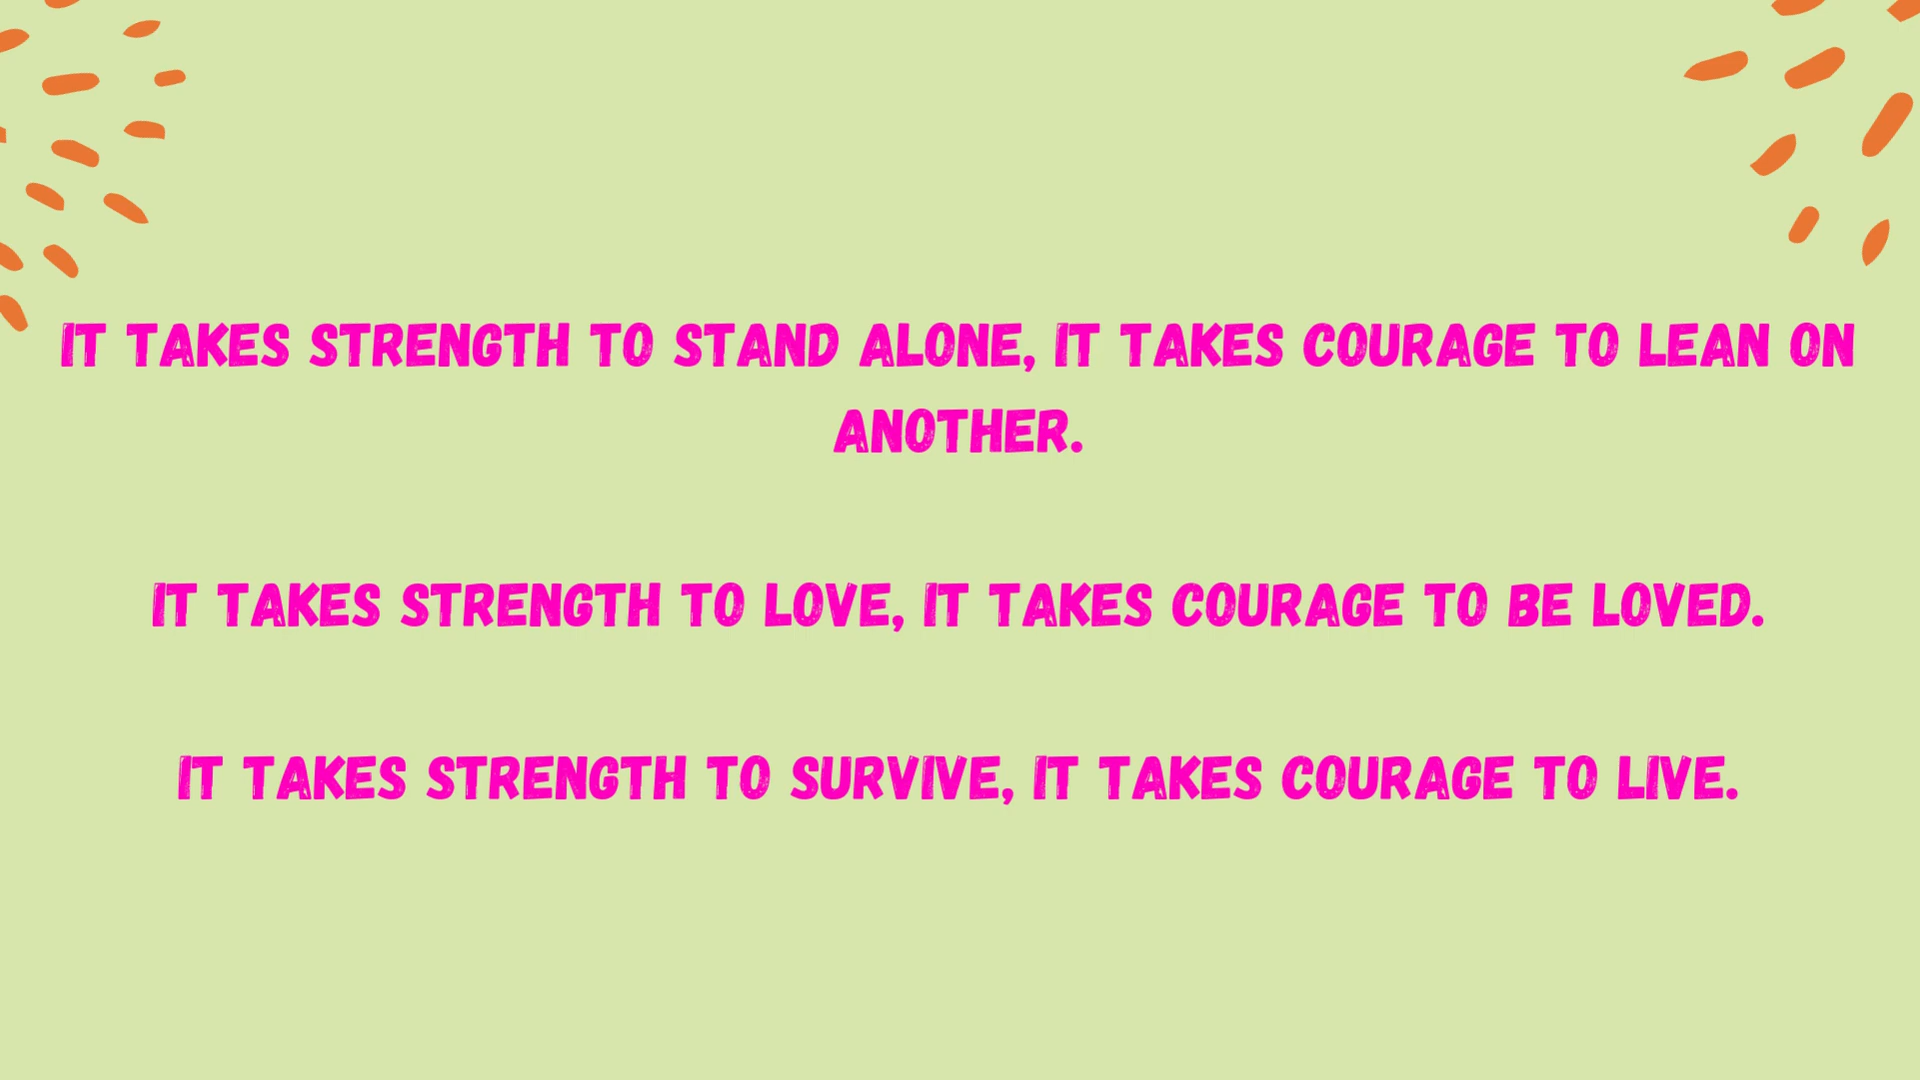 IT TAKES STRENGTH TO STAND ALONE, IT TAKES COURAGE TO LEAN ON
ANOTHER.
IT TAKES STRENGTH TO LOVE, IT TAKES COURAGE TO BE LOVED.
IT TAKES STRENGTH TO SURVIVE, IT TAKES COURAGE TO LIVE.